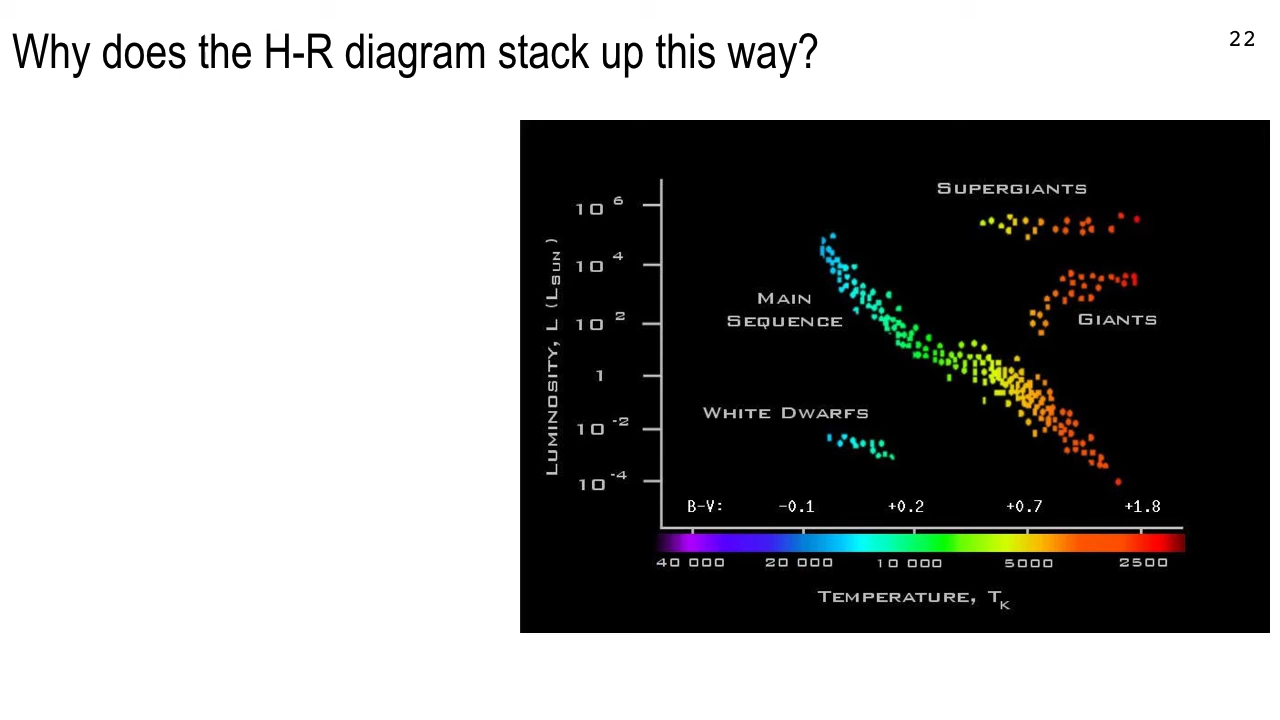 Why does the H-R diagram stack up this way?
22
SUPERGIANTS
10 6
10 4
MAIN
SEQUENCE
GIANTS
10 2
1
WHITE DWARFS
10 -2
10 -4
LUMINOSITY, L (LSUN)
B-V: -0.1 +0.2 +0.7 +1.8
40 000 20 000 10 000 5000 2500
TEMPERATURE, TK